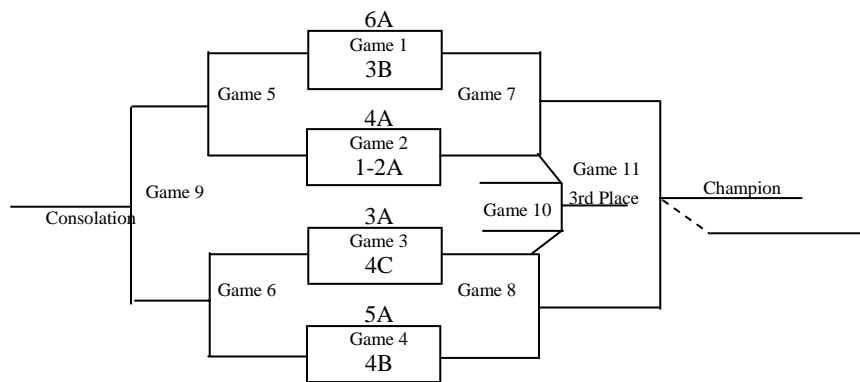 6A
Game 1
3B
Game 5
Game 7
4A
Game 2
1-2A
Game 11
Game 9
Champion
3rd Place
Game 10
Consolation
3A
Game 3
4C
Game 6
Game 8
5A
Game 4
4B